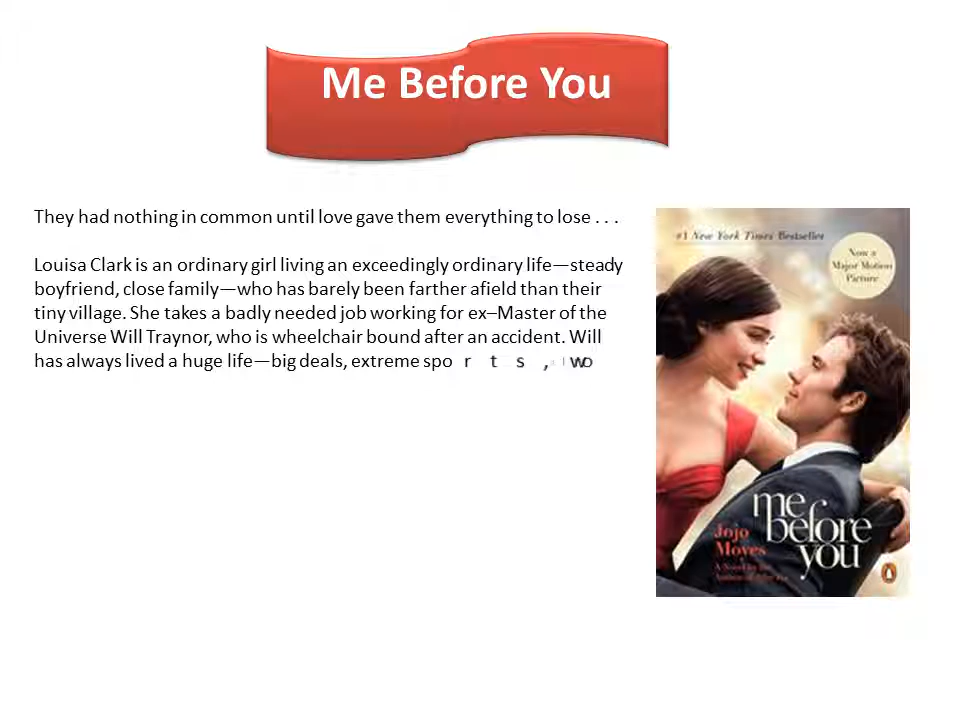 Me Before You
They had nothing in common until love gave them everything to lose . . .
Louisa Clark is an ordinary girl living an exceedingly ordinary life—steady
boyfriend, close family—who has barely been farther afield than their
tiny village. She takes a badly needed job working for ex–Master of the
Universe Will Traynor, who is wheelchair bound after an accident. Will
has always lived a huge life—big deals, extreme spo r t s ,
#1 New York Times Bestseller
Now a
Major Motion
Picture
me
before
you
Jojo
Moyes
A Novel by the